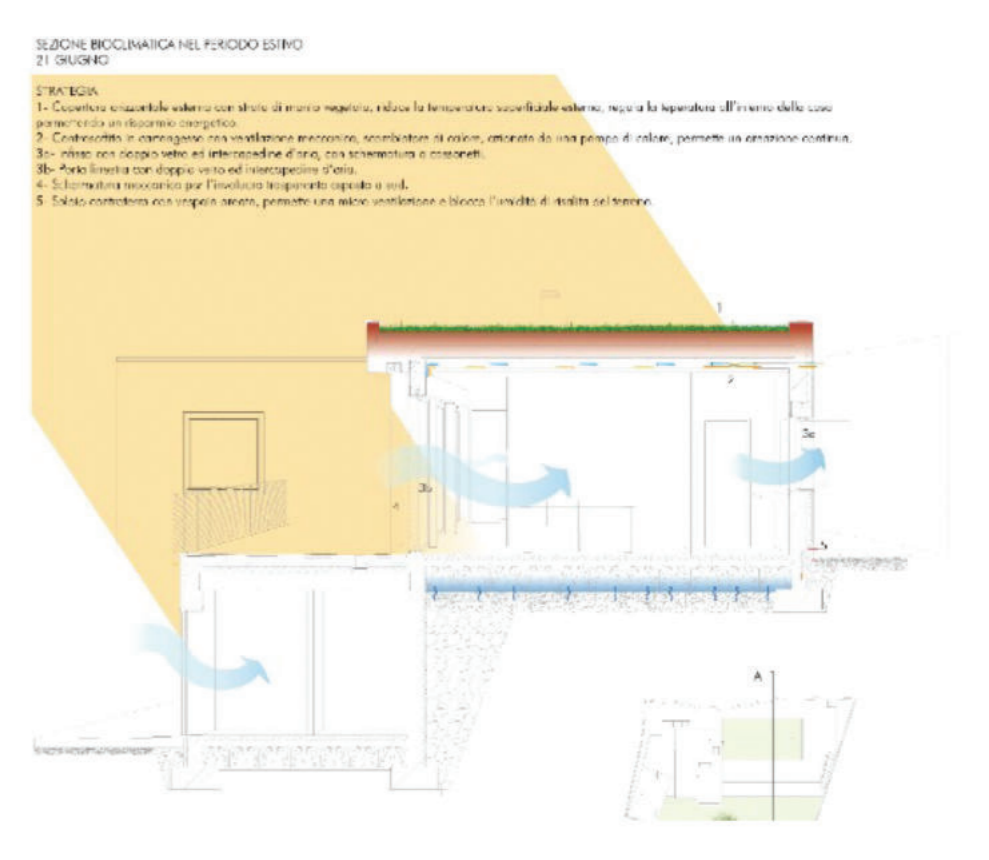 SEZIONE BIOCLIMATICA NEL PERIODO ESTIVO
21 GIUGNO
STRATEGIA
1- Copertura orizzontale esterna con strato di manto vegetale, riduce la temperatura superficiale esterna, regola la teperatura all'interno della casa
permettendo un risparmio energetico.
2- Controsoffitto in cartongesso con ventilazione meccanica, scambiatore di calore, azionato da una pompa di calore, permette un areazione continua.
3a- Infisso con doppio vetro ed intercapedine d'aria, con schermatura a cassonetti.
3b- Porta finestra con doppio vetro ed intercapedine d'aria.
4- Schermatura meccanica per l'involucro trasparente esposto a sud.
5- Solaio controterra con vespaio areato, permette una micro ventilazione e blocca l'umidità di risalita del terreno.
1
2
3a
3b
4
5
A